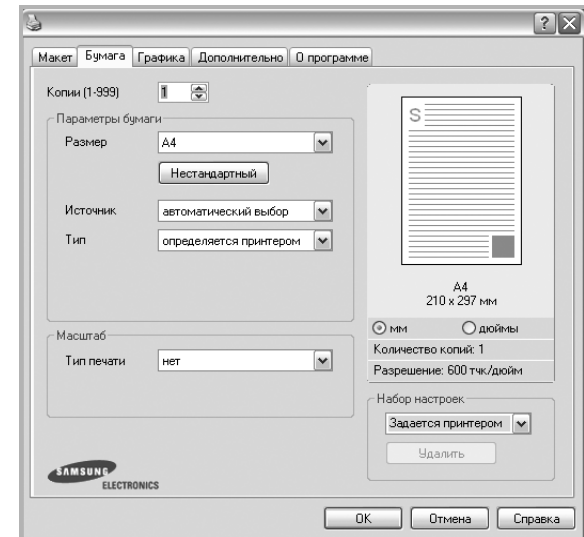 Макет Бумага Графика Дополнительно О программе
Копии (1-999) 1
Параметры бумаги
Размер A4
Нестандартный
Источник автоматический выбор
Тип определяется принтером
Масштаб
Тип печати нет
SAMSUNG
ELECTRONICS
S
A4
210 x 297 мм
мм дюймы
Количество копий: 1
Разрешение: 600 тчк/дюйм
Набор настроек
Задается принтером
Удалить
OK Отмена Справка